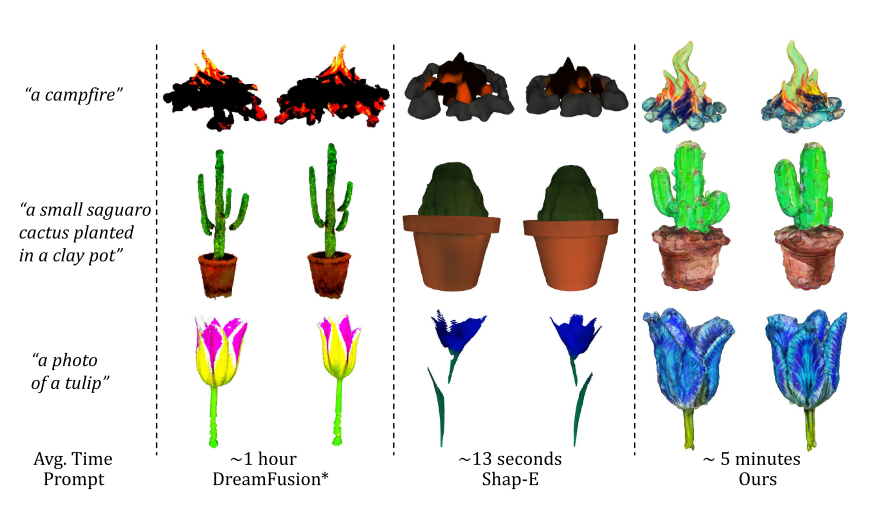 “a campfire”
“a small saguaro
cactus planted
in a clay pot”
“a photo
of a tulip”
Avg. Time
Prompt
~1 hour
DreamFusion*
~13 seconds
Shap-E
~ 5 minutes
Ours